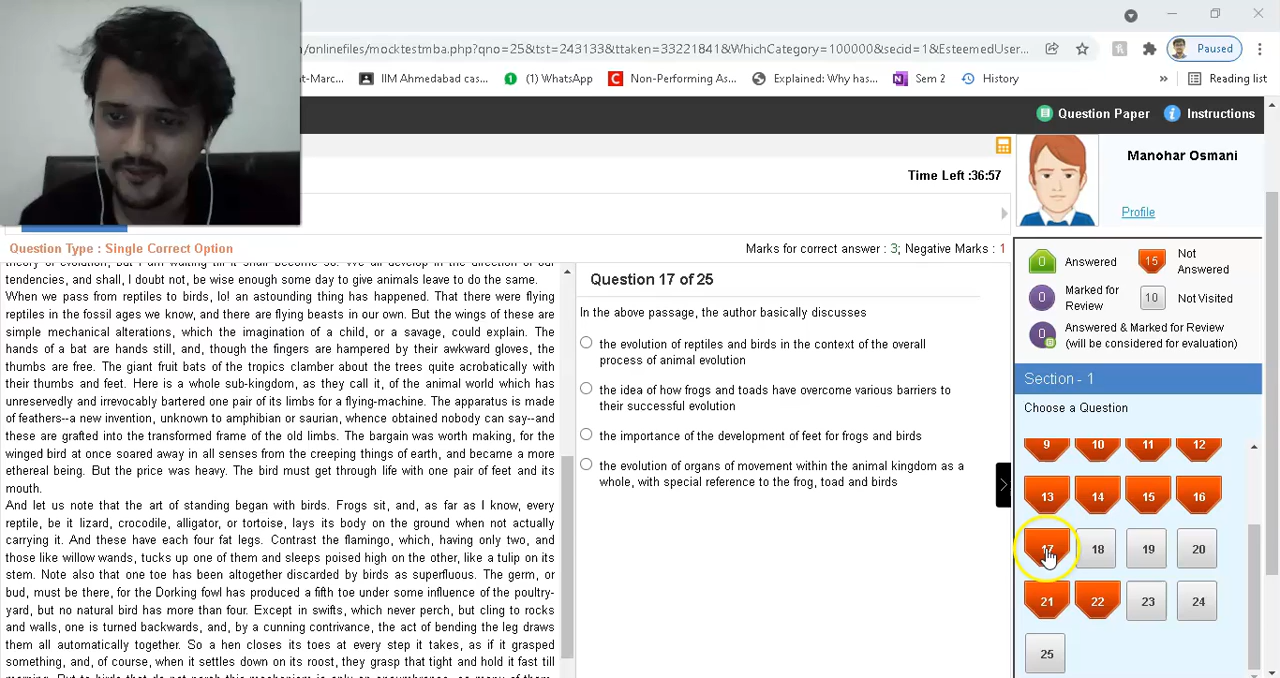 /onlinefiles/mocktestmba.php?qno=25&tst=243133&ttaken=33221841&WhichCategory=100000&secid=1&EsteemedUser...
Paused
nt-Marc...
IIM Ahmedabad cas...
(1) WhatsApp
Non-Performing As...
Explained: Why has...
Sem 2
History
»
Reading list
Question Paper
Instructions
Manohar Osmani
Time Left :36:57
Profile
Question Type : Single Correct Option
Marks for correct answer : 3; Negative Marks : 1
theory of evolution, but I am waiting till it shall become so. We all develop in the direction of our
tendencies, and shall, I doubt not, be wise enough some day to give animals leave to do the same.
When we pass from reptiles to birds, lo! an astounding thing has happened. That there were flying
reptiles in the fossil ages we know, and there are flying beasts in our own. But the wings of these are
simple mechanical alterations, which the imagination of a child, or a savage, could explain. The
hands of a bat are hands still, and, though the fingers are hampered by their awkward gloves, the
thumbs are free. The giant fruit bats of the tropics clamber about the trees quite acrobatically with
their thumbs and feet. Here is a whole sub-kingdom, as they call it, of the animal world which has
unreservedly and irrevocably bartered one pair of its limbs for a flying-machine. The apparatus is made
of feathers--a new invention, unknown to amphibian or saurian, whence obtained nobody can say--and
these are grafted into the transformed frame of the old limbs. The bargain was worth making, for the
winged bird at once soared away in all senses from the creeping things of earth, and became a more
ethereal being. But the price was heavy. The bird must get through life with one pair of feet and its
mouth.
And let us note that the art of standing began with birds. Frogs sit, and, as far as I know, every
reptile, be it lizard, crocodile, alligator, or tortoise, lays its body on the ground when not actually
carrying it. And these have each four fat legs. Contrast the flamingo, which, having only two, and
those like willow wands, tucks up one of them and sleeps poised high on the other, like a tulip on its
stem. Note also that one toe has been altogether discarded by birds as superfluous. The germ, or
bud, must be there, for the Dorking fowl has produced a fifth toe under some influence of the poultry-
yard, but no natural bird has more than four. Except in swifts, which never perch, but cling to rocks
and walls, one is turned backwards, and, by a cunning contrivance, the act of bending the leg draws
them all automatically together. So a hen closes its toes at every step it takes, as if it grasped
something, and, of course, when it settles down on its roost, they grasp that tight and hold it fast till
Question 17 of 25
In the above passage, the author basically discusses
the evolution of reptiles and birds in the context of the overall
process of animal evolution
the idea of how frogs and toads have overcome various barriers to
their successful evolution
the importance of the development of feet for frogs and birds
the evolution of organs of movement within the animal kingdom as a
whole, with special reference to the frog, toad and birds
0 Answered
15 Not
Answered
0 Marked for
Review
10 Not Visited
0 Answered & Marked for Review
(will be considered for evaluation)
Section - 1
Choose a Question
9 10 11 12
13 14 15 16
17 18 19 20
21 22 23 24
25